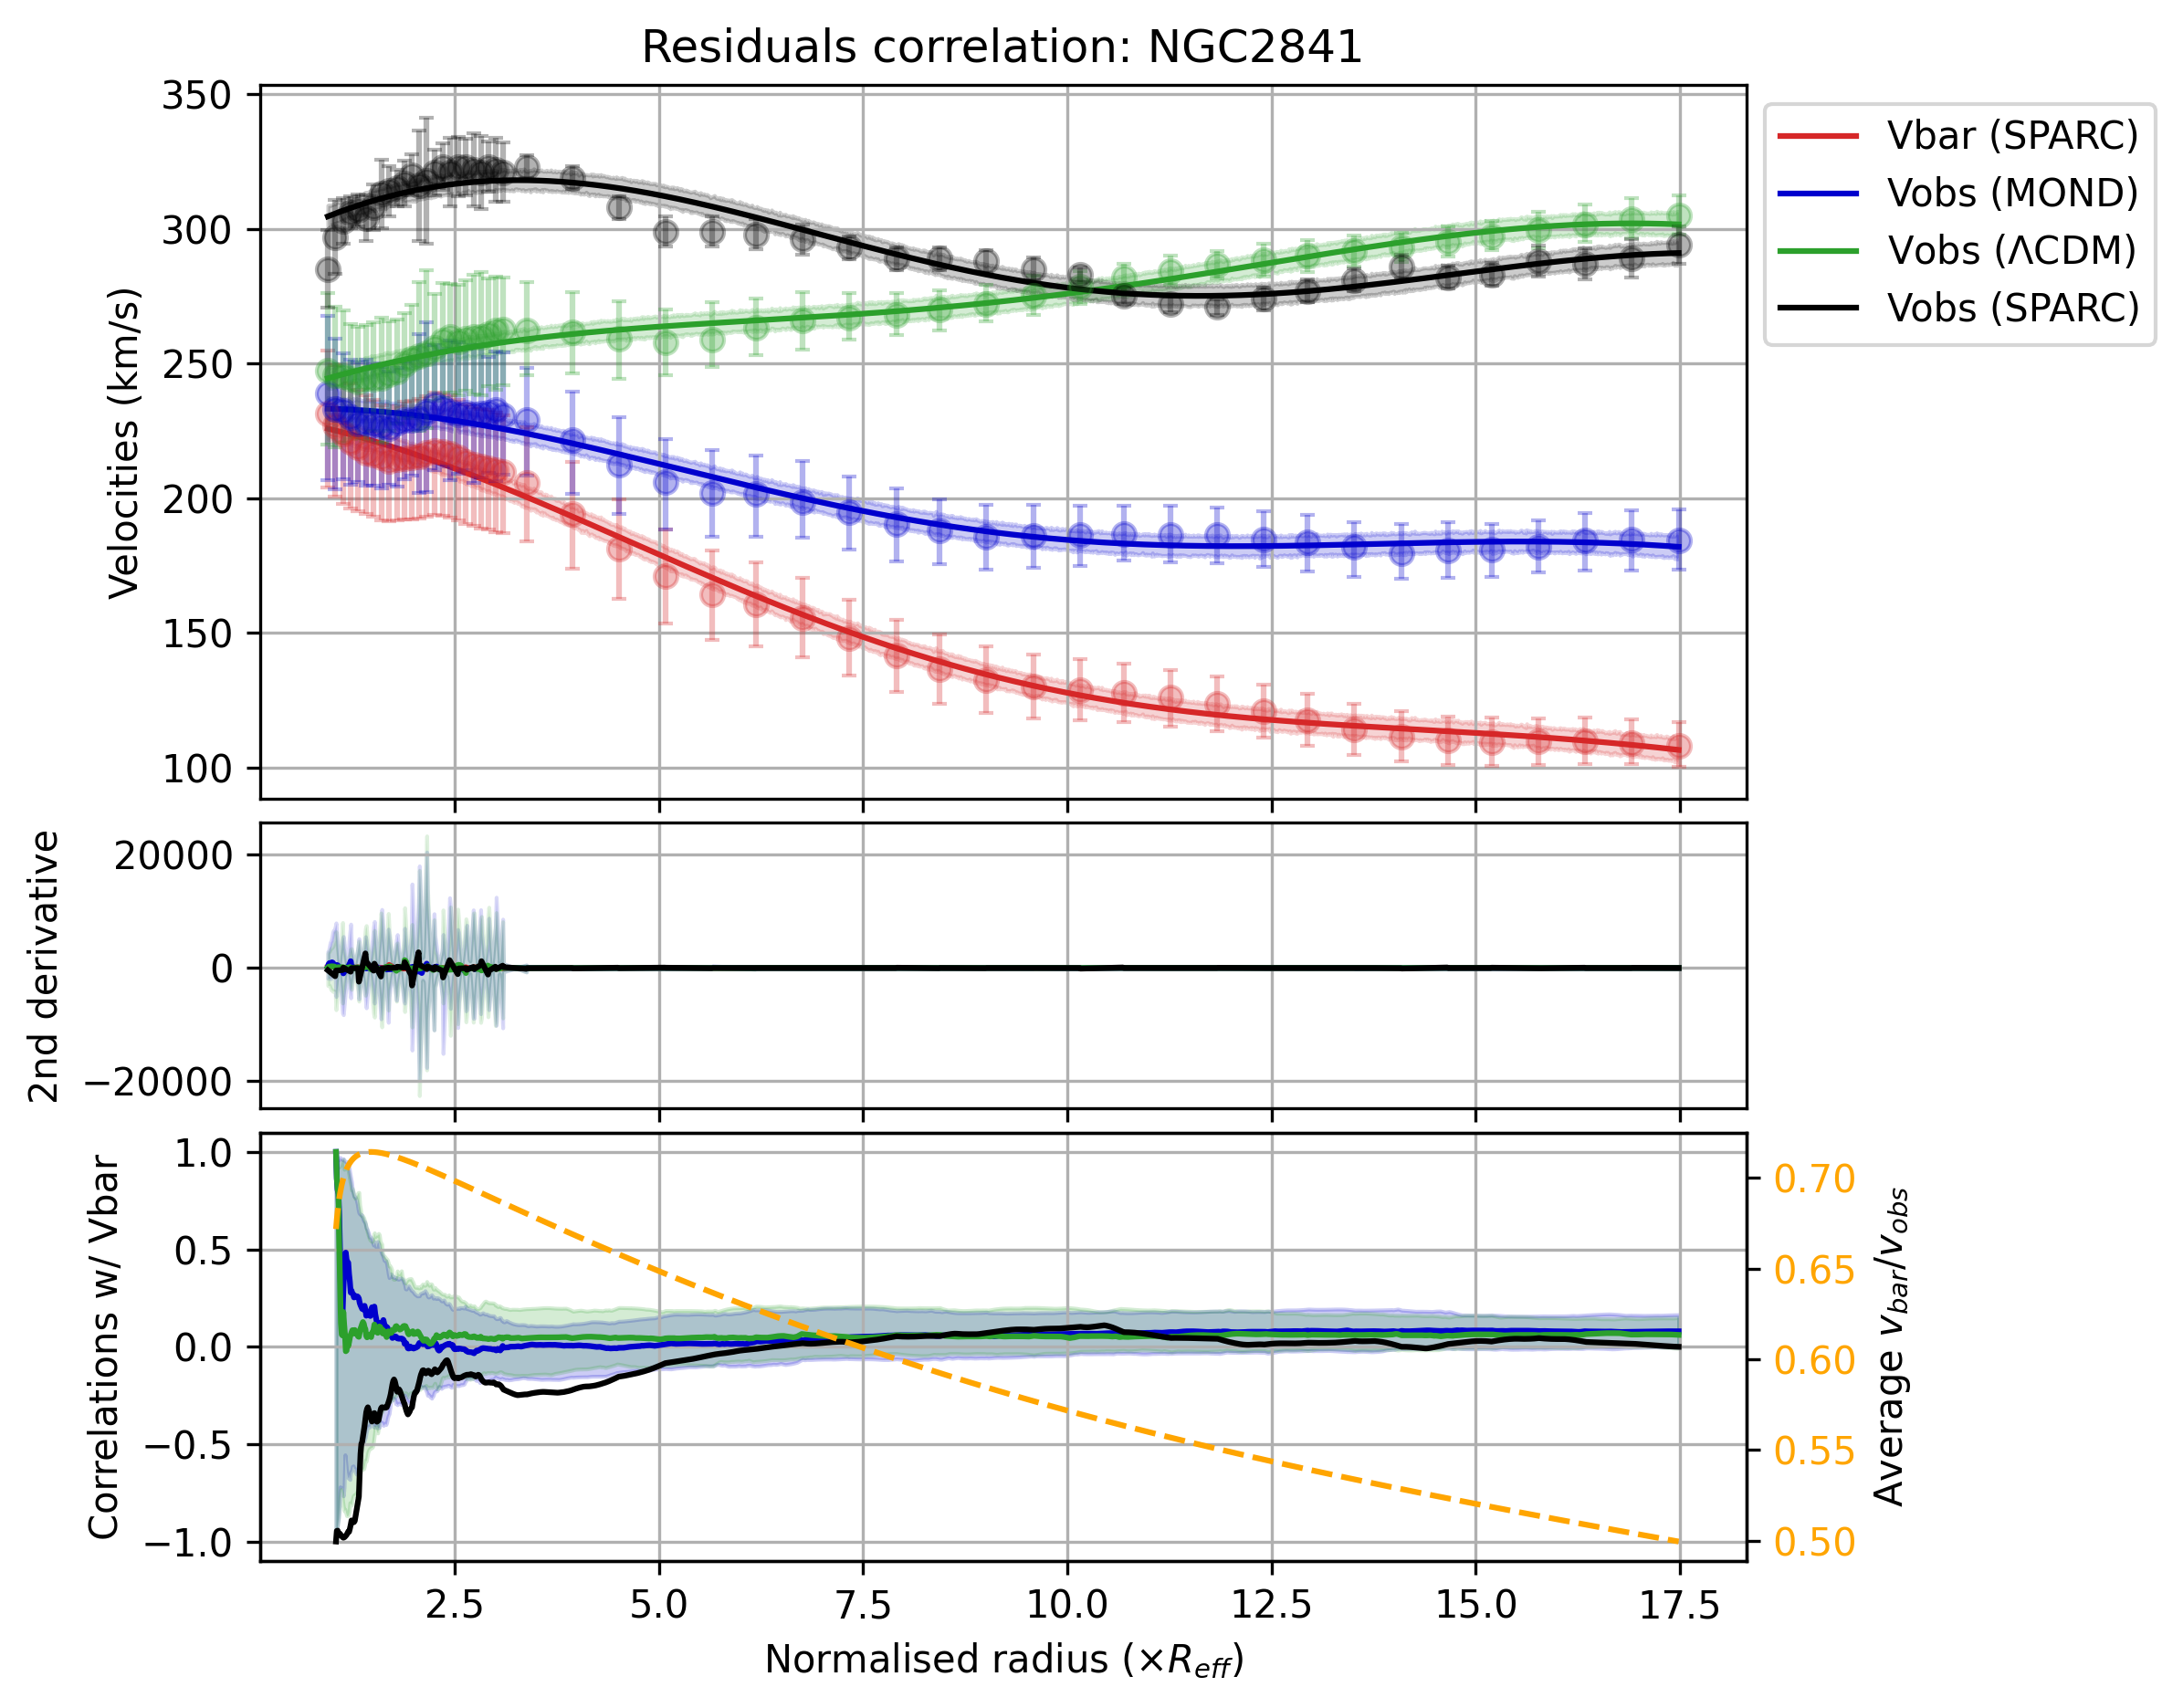 Residuals correlation: NGC2841
350
300
250
200
150
100
Velocities (km/s)
Vbar (SPARC)
Vobs (MOND)
Vobs (ΛCDM)
Vobs (SPARC)
20000
0
−20000
2nd derivative
1.0
0.5
0.0
−0.5
−1.0
Correlations w/ Vbar
0.70
0.65
0.60
0.55
0.50
Average v_bar/v_obs
2.5 5.0 7.5 10.0 12.5 15.0 17.5
Normalised radius (×R_eff)